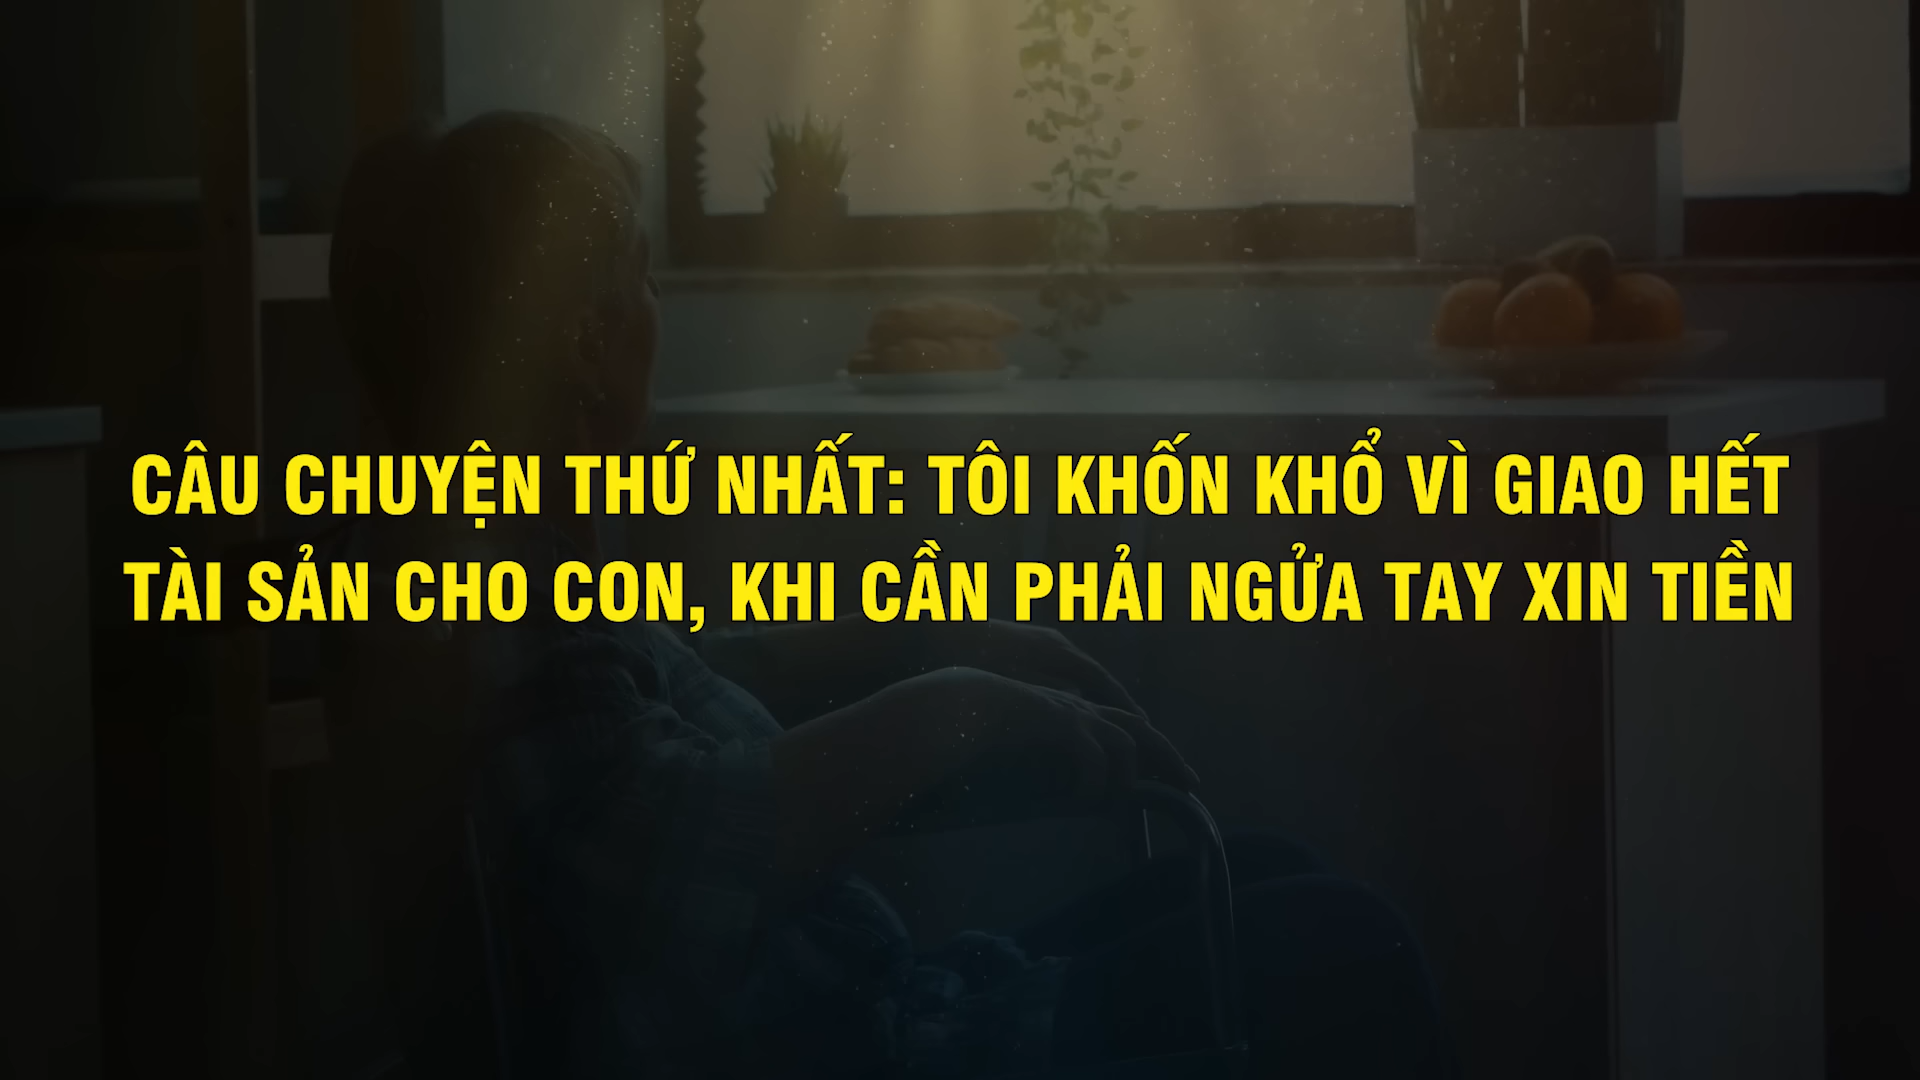 CÂU CHUYỆN THỨ NHẤT: TÔI KHỐN KHỔ VÌ GIAO HẾT
TÀI SẢN CHO CON, KHI CẦN PHẢI NGỬA TAY XIN TIỀN